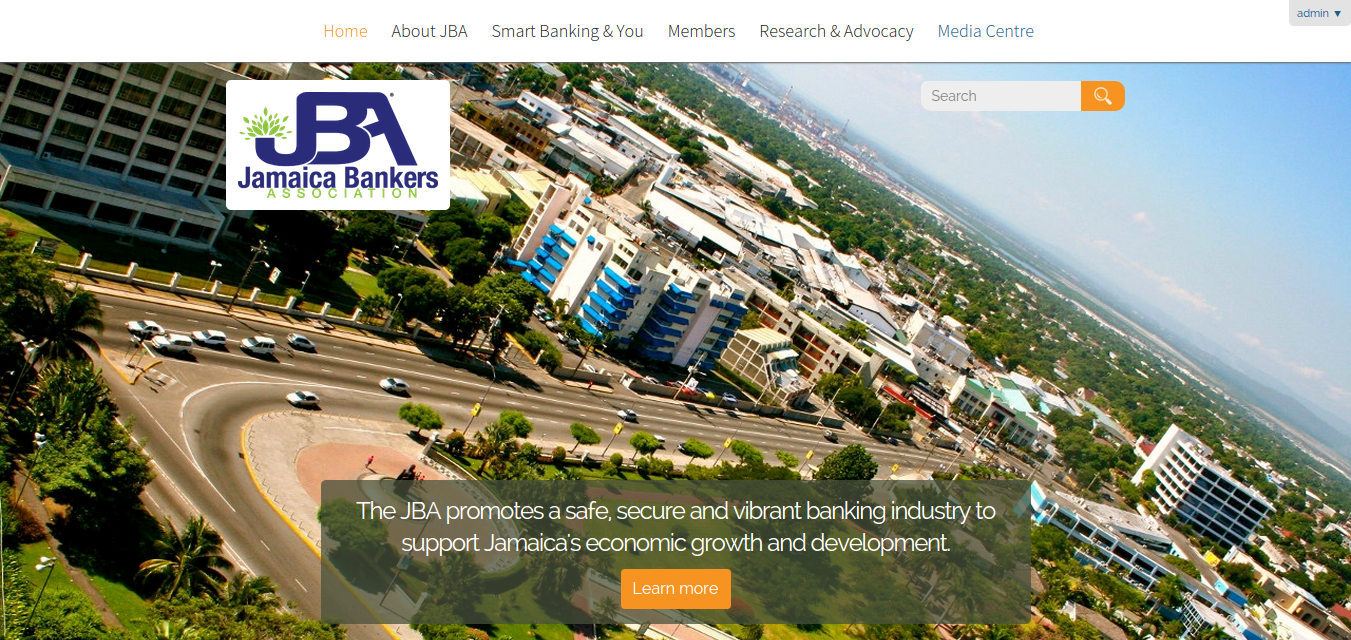 admin ▼
Home About JBA Smart Banking & You Members Research & Advocacy Media Centre
Search
JBA
Jamaica Bankers
ASSOCIATION
The JBA promotes a safe, secure and vibrant banking industry to
support Jamaica's economic growth and development.
Learn more